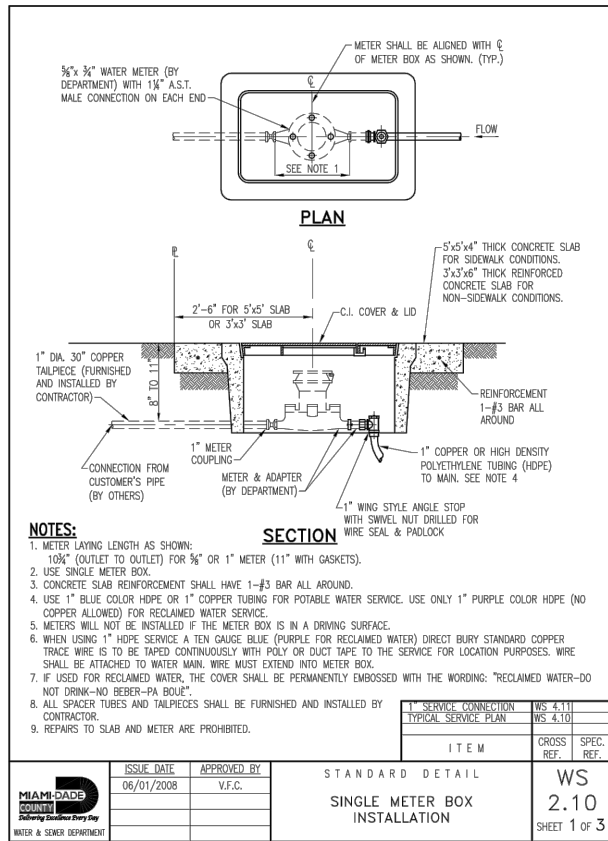 METER SHALL BE ALIGNED WITH ℄
OF METER BOX AS SHOWN. (TYP.)
℄
⅝"x ¾" WATER METER (BY
DEPARTMENT) WITH 1¼" A.S.T.
MALE CONNECTION ON EACH END
FLOW
SEE NOTE 1
PLAN
℄
5'x5'x4" THICK CONCRETE SLAB
FOR SIDEWALK CONDITIONS.
3'x3'x6" THICK REINFORCED
CONCRETE SLAB FOR
NON-SIDEWALK CONDITIONS.
2'-6" FOR 5'x5' SLAB
OR 3'x3' SLAB
C.I. COVER & LID
1" DIA. 30" COPPER
TAILPIECE (FURNISHED
AND INSTALLED BY
CONTRACTOR)
8" TO 11"
REINFORCEMENT
1-#3 BAR ALL
AROUND
CONNECTION FROM
CUSTOMER'S PIPE
(BY OTHERS)
1" METER
COUPLING
METER & ADAPTER
(BY DEPARTMENT)
1" COPPER OR HIGH DENSITY
POLYETHYLENE TUBING (HDPE)
TO MAIN. SEE NOTE 4
1" WING STYLE ANGLE STOP
WITH SWIVEL NUT DRILLED FOR
WIRE SEAL & PADLOCK
SECTION
NOTES:
1. METER LAYING LENGTH AS SHOWN:
10¾" (OUTLET TO OUTLET) FOR ⅝" OR 1" METER (11" WITH GASKETS).
2. USE SINGLE METER BOX.
3. CONCRETE SLAB REINFORCEMENT SHALL HAVE 1-#3 BAR ALL AROUND.
4. USE 1" BLUE COLOR HDPE OR 1" COPPER TUBING FOR POTABLE WATER SERVICE. USE ONLY 1" PURPLE COLOR HDPE (NO
COPPER ALLOWED) FOR RECLAIMED WATER SERVICE.
5. METERS WILL NOT BE INSTALLED IF THE METER BOX IS IN A DRIVING SURFACE.
6. WHEN USING 1" HDPE SERVICE A TEN GAUGE BLUE (PURPLE FOR RECLAIMED WATER) DIRECT BURY STANDARD COPPER
TRACE WIRE IS TO BE TAPED CONTINUOUSLY WITH POLY OR DUCT TAPE TO THE SERVICE FOR LOCATION PURPOSES. WIRE
SHALL BE ATTACHED TO WATER MAIN. WIRE MUST EXTEND INTO METER BOX.
7. IF USED FOR RECLAIMED WATER, THE COVER SHALL BE PERMANENTLY EMBOSSED WITH THE WORDING: "RECLAIMED WATER-DO
NOT DRINK-NO BEBER-PA BOUÈ".
8. ALL SPACER TUBES AND TAILPIECES SHALL BE FURNISHED AND INSTALLED BY
CONTRACTOR.
9. REPAIRS TO SLAB AND METER ARE PROHIBITED.
1" SERVICE CONNECTION WS 4.11
TYPICAL SERVICE PLAN WS 4.10
ITEM CROSS REF. SPEC. REF.
MIAMI-DADE
COUNTY
Delivering Excellence Every Day
WATER & SEWER DEPARTMENT
ISSUE DATE APPROVED BY
06/01/2008 V.F.C.
STANDARD DETAIL
SINGLE METER BOX
INSTALLATION
WS
2.10
SHEET 1 OF 3